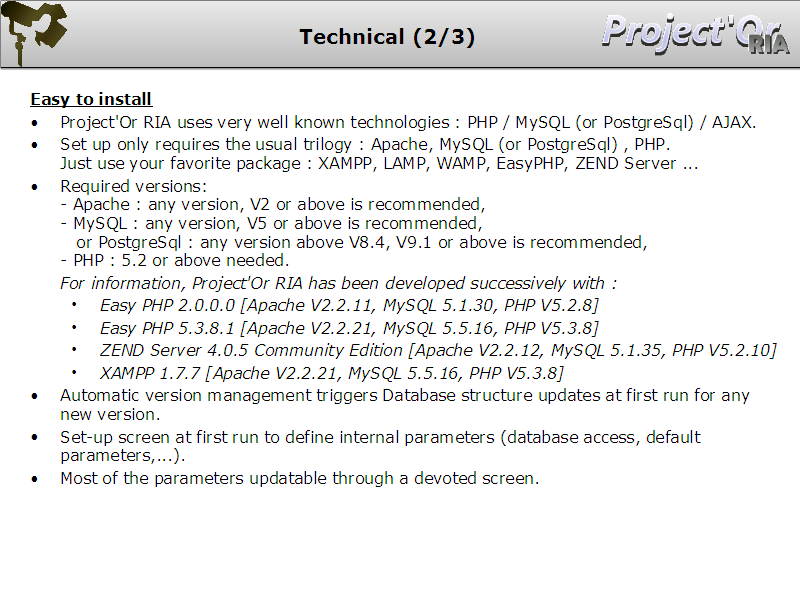 Technical (2/3)
Project'Or
RIA
Easy to install
• Project'Or RIA uses very well known technologies : PHP / MySQL (or PostgreSql) / AJAX.
• Set up only requires the usual trilogy : Apache, MySQL (or PostgreSql) , PHP.
Just use your favorite package : XAMPP, LAMP, WAMP, EasyPHP, ZEND Server ...
• Required versions:
- Apache : any version, V2 or above is recommended,
- MySQL : any version, V5 or above is recommended,
or PostgreSql : any version above V8.4, V9.1 or above is recommended,
- PHP : 5.2 or above needed.
For information, Project'Or RIA has been developed successively with :
• Easy PHP 2.0.0.0 [Apache V2.2.11, MySQL 5.1.30, PHP V5.2.8]
• Easy PHP 5.3.8.1 [Apache V2.2.21, MySQL 5.5.16, PHP V5.3.8]
• ZEND Server 4.0.5 Community Edition [Apache V2.2.12, MySQL 5.1.35, PHP V5.2.10]
• XAMPP 1.7.7 [Apache V2.2.21, MySQL 5.5.16, PHP V5.3.8]
• Automatic version management triggers Database structure updates at first run for any
new version.
• Set-up screen at first run to define internal parameters (database access, default
parameters,...).
• Most of the parameters updatable through a devoted screen.